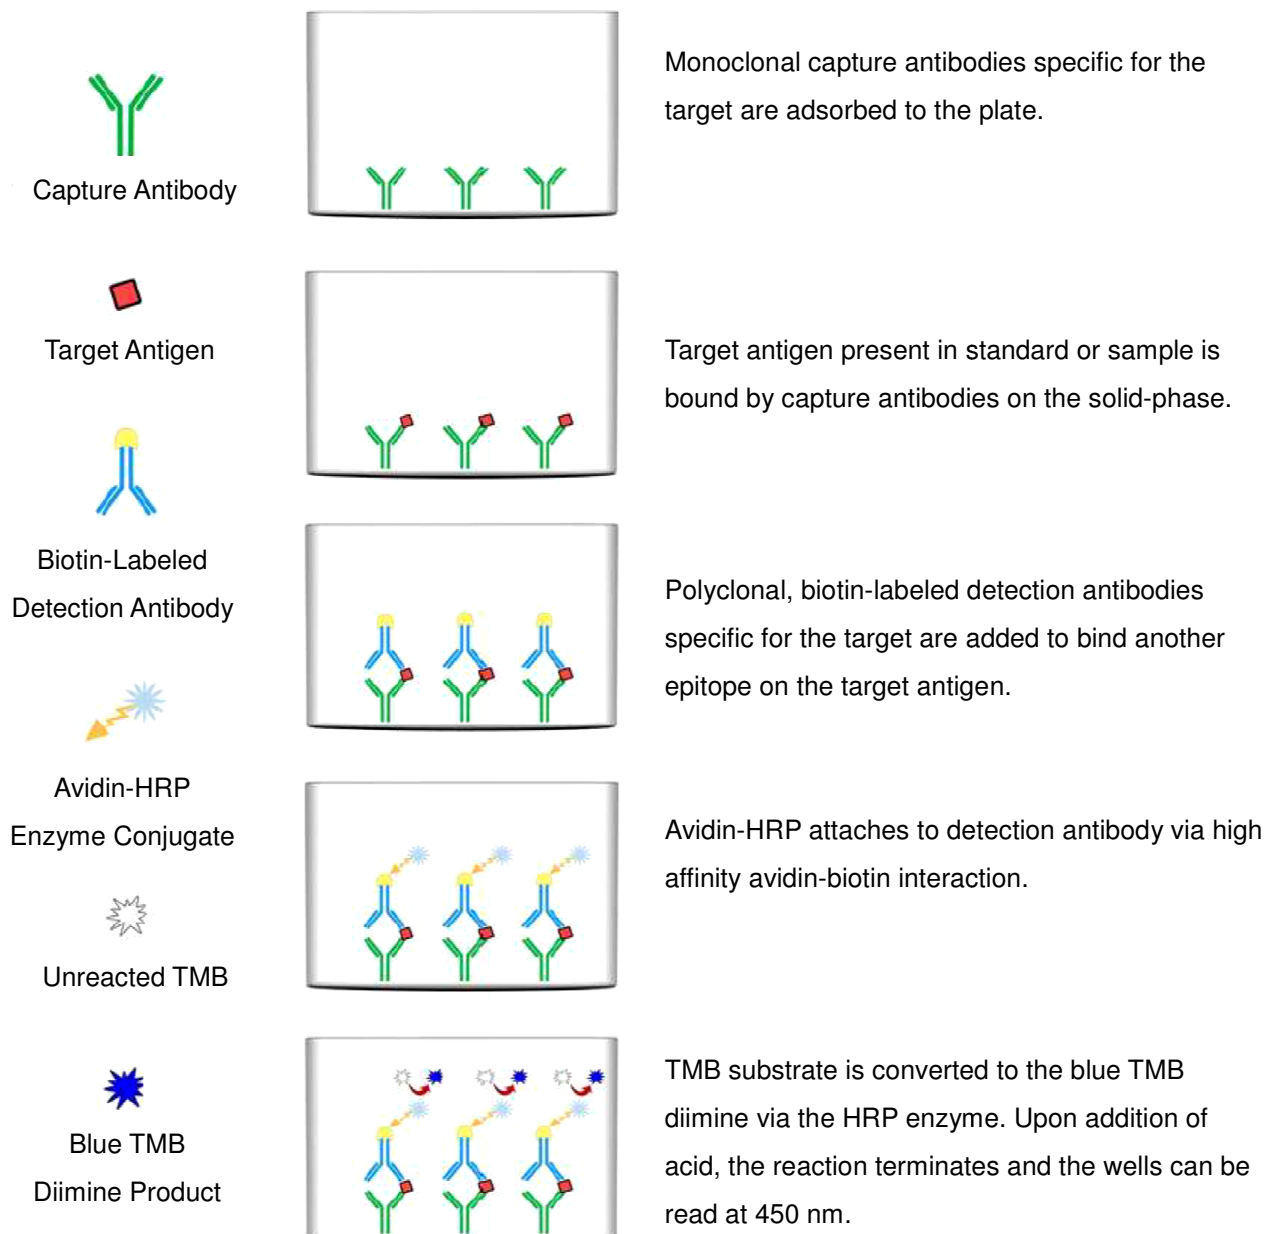 Monoclonal capture antibodies specific for the
target are adsorbed to the plate.
Capture Antibody
Target Antigen
Target antigen present in standard or sample is
bound by capture antibodies on the solid-phase.
Biotin-Labeled
Detection Antibody
Polyclonal, biotin-labeled detection antibodies
specific for the target are added to bind another
epitope on the target antigen.
Avidin-HRP
Enzyme Conjugate
Avidin-HRP attaches to detection antibody via high
affinity avidin-biotin interaction.
Unreacted TMB
Blue TMB
Diimine Product
TMB substrate is converted to the blue TMB
diimine via the HRP enzyme. Upon addition of
acid, the reaction terminates and the wells can be
read at 450 nm.